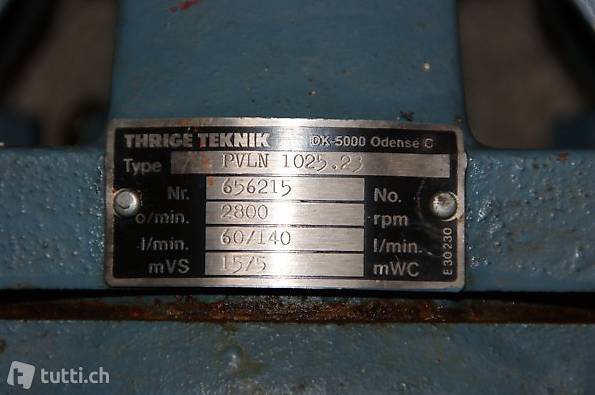 THRIGE TEKNIK DK-5000 Odense C
Type PVLN 1025.23
Nr. 656215 No.
o/min. 2800 rpm
l/min. 60/140 l/min.
mVS 15/5 mWC
E30230
tutti.ch